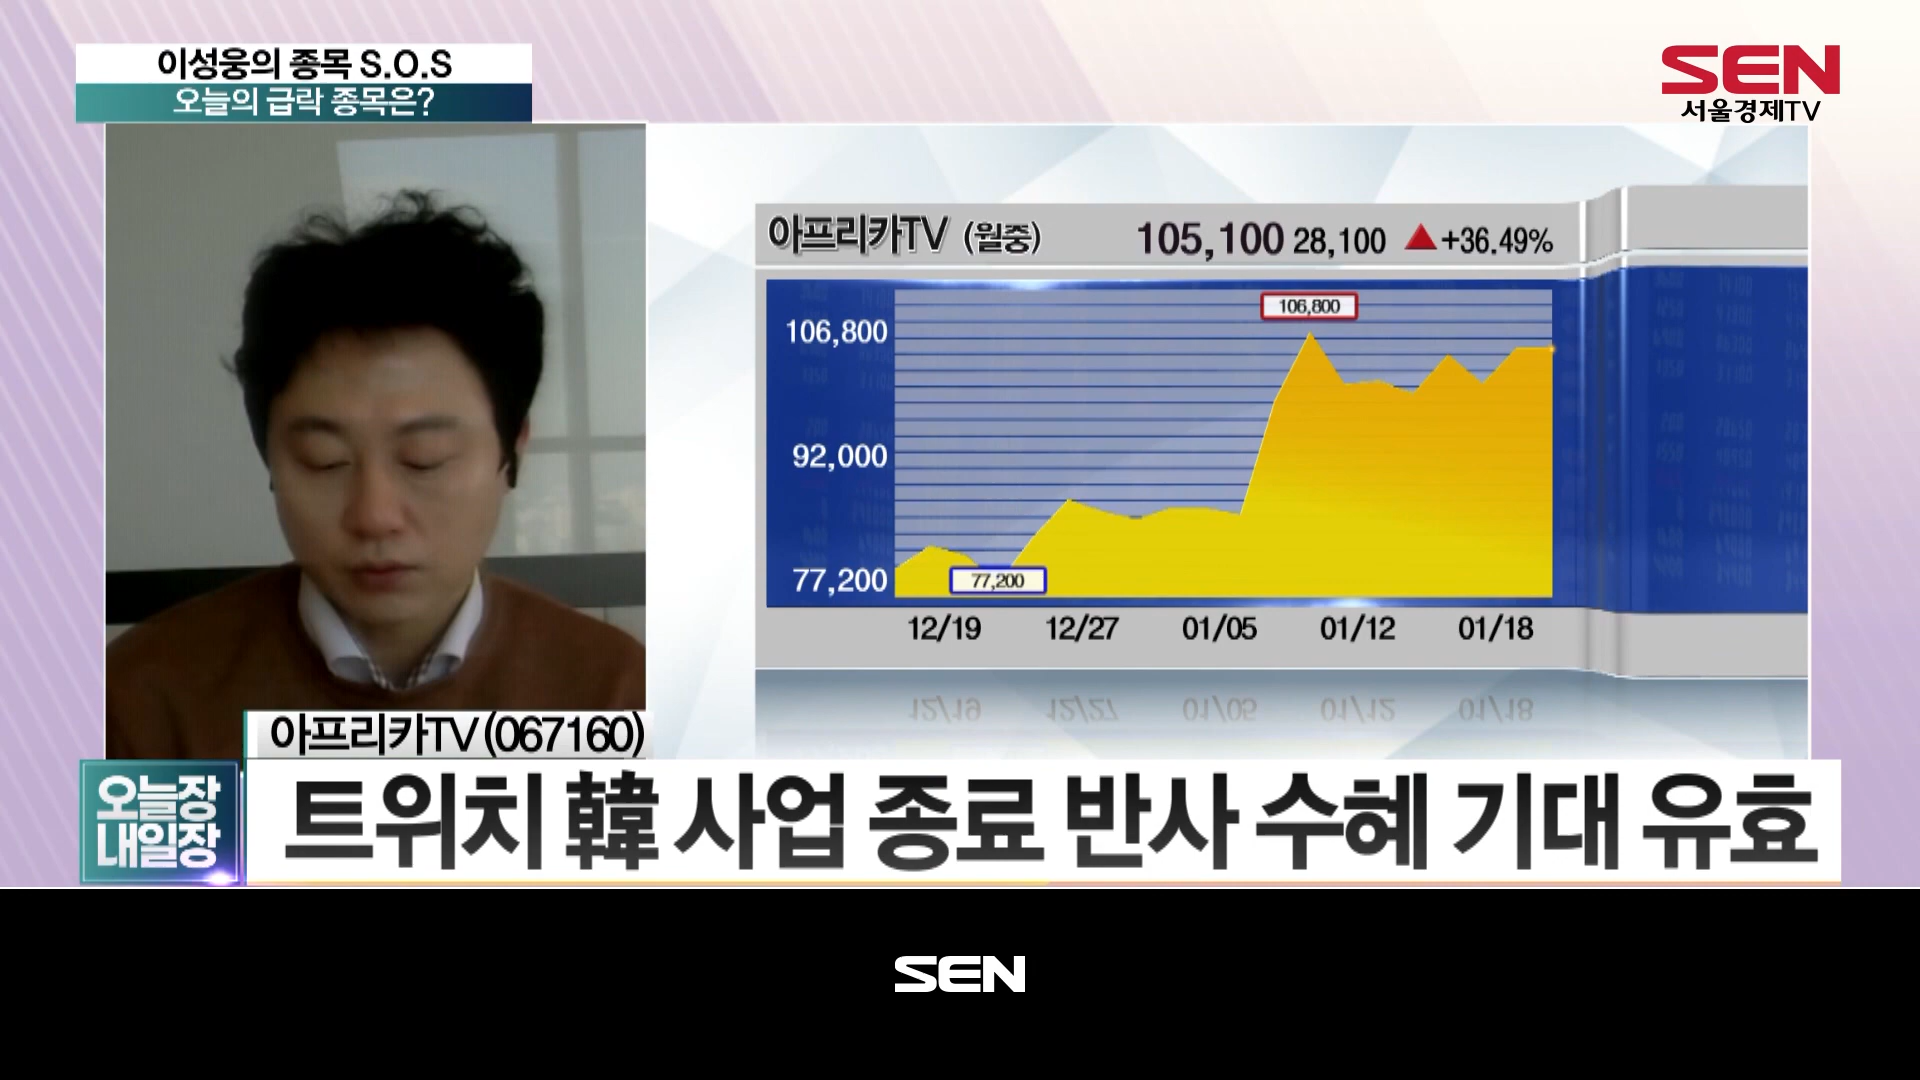 이성웅의 종목 S.O.S
오늘의 급락 종목은?
SEN
서울경제TV
아프리카TV (월중) 105,100 28,100 ▲+36.49%
106,800
106,800
92,000
77,200
77,200
12/19 12/27 01/05 01/12 01/18
아프리카TV(067160)
오늘장
내일장
트위치 韓 사업 종료 반사 수혜 기대 유효
SEN